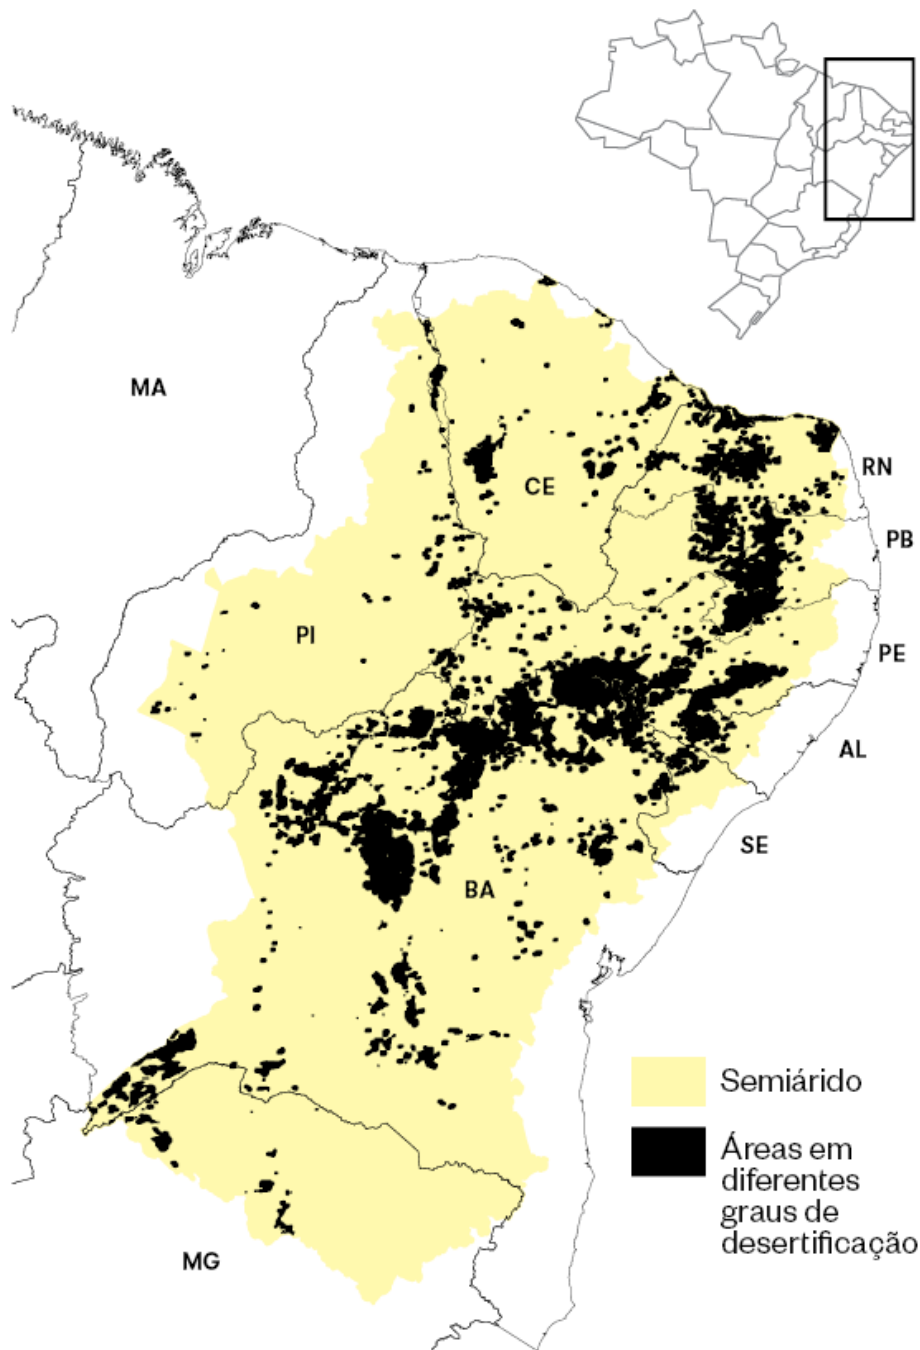 MA
CE
RN
PB
PI
PE
AL
SE
BA
MG
Semiárido
Áreas em
diferentes
graus de
desertificação